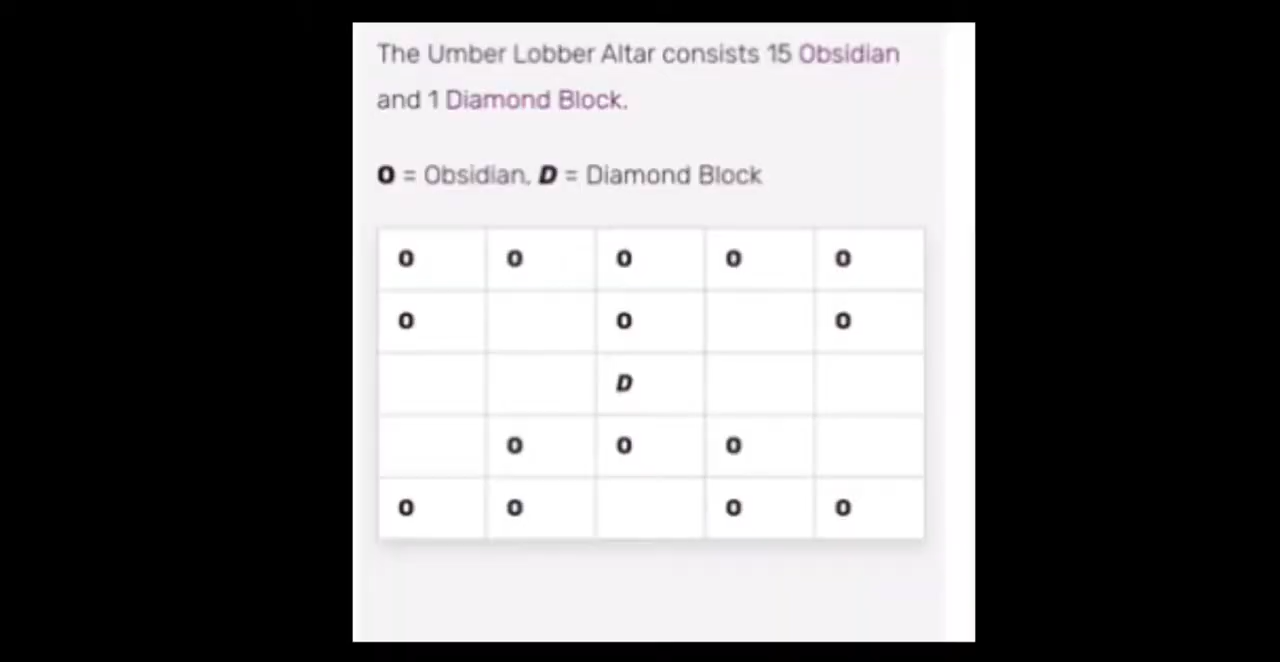 The Umber Lobber Altar consists 15 Obsidian
and 1 Diamond Block.
O = Obsidian, D = Diamond Block
O O O O O
O O O
D
O O O
O O O O